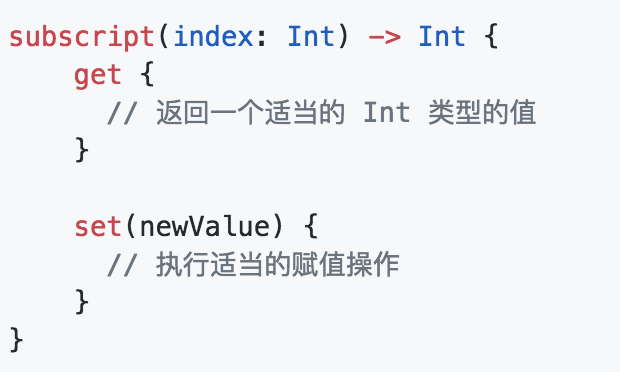 subscript(index: Int) -> Int {
    get {
      // 返回一个适当的 Int 类型的值
    }

    set(newValue) {
      // 执行适当的赋值操作
    }
}